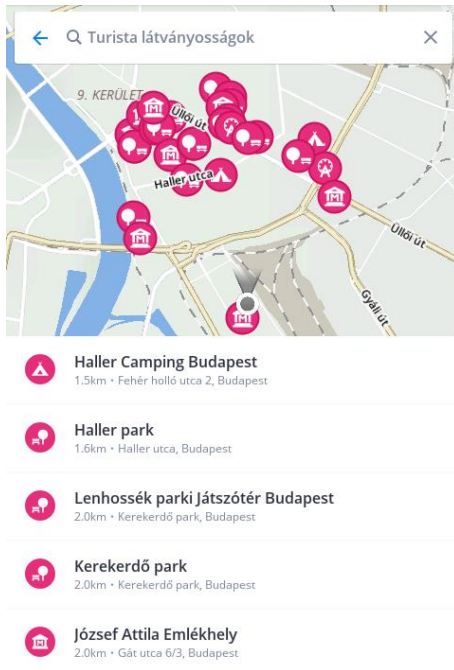 Turista látványosságok
9. KERÜLET
Üllői út
Haller utca
Üllői út
Gyáli út
Haller Camping Budapest
1.5km • Fehér holló utca 2, Budapest
Haller park
1.6km • Haller utca, Budapest
Lenhossék parki Játszótér Budapest
2.0km • Kerekerdő park, Budapest
Kerekerdő park
2.0km • Kerekerdő park, Budapest
József Attila Emlékhely
2.0km • Gát utca 6/3, Budapest